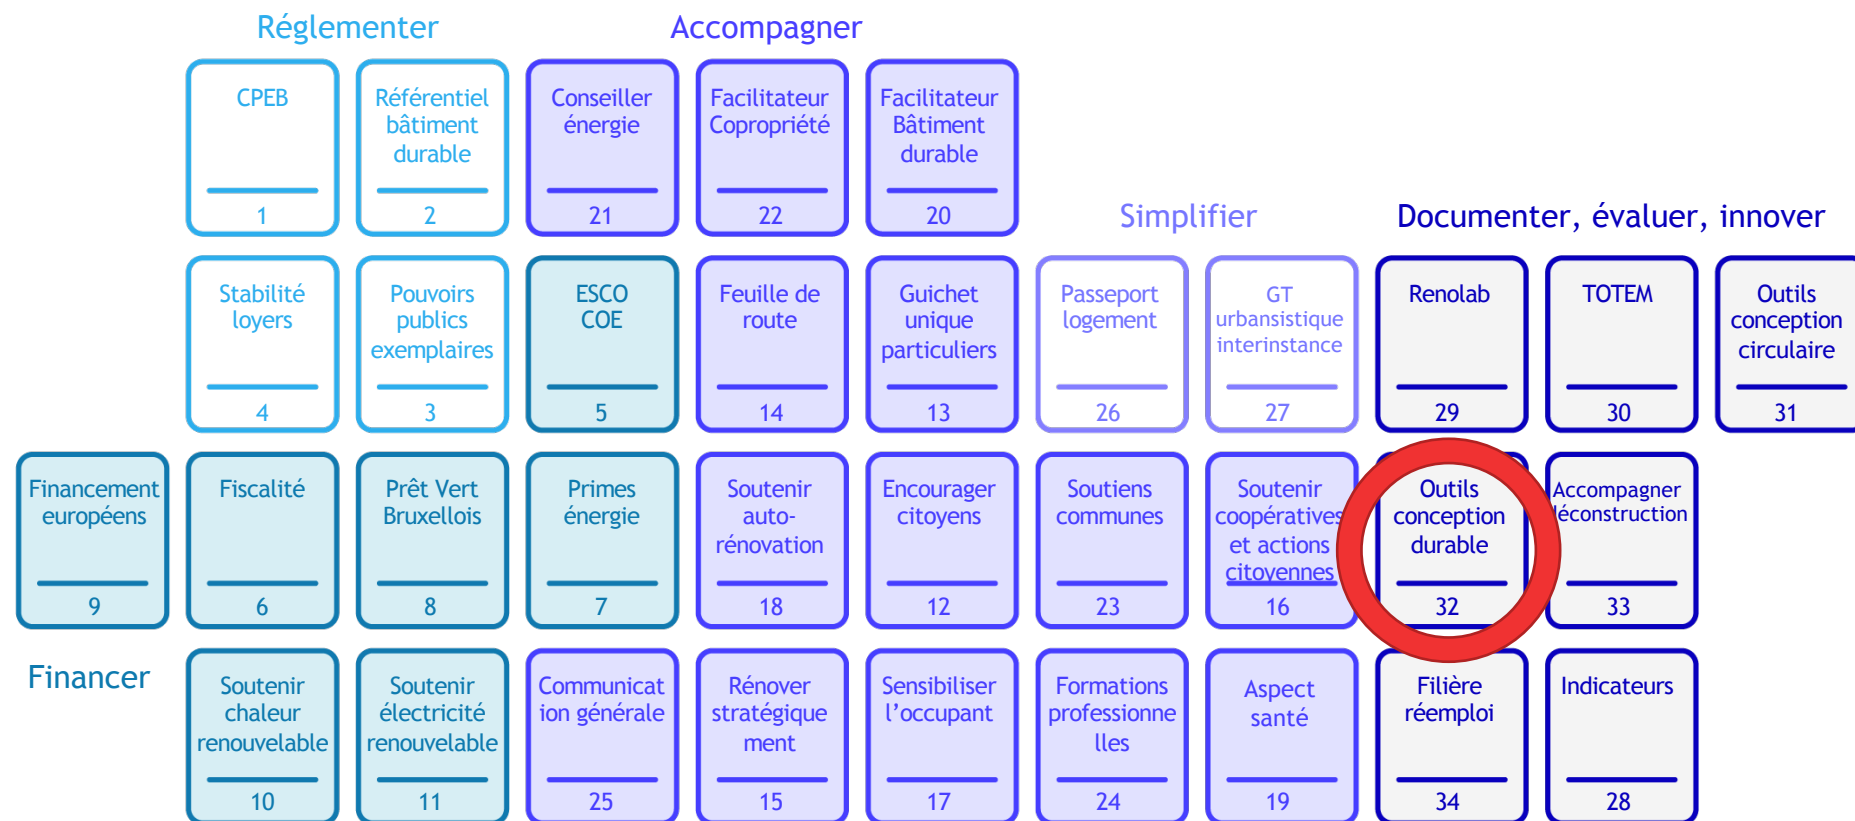 Réglementer
Accompagner
CPEB
1
Référentiel
bâtiment
durable
2
Conseiller
énergie
21
Facilitateur
Copropriété
22
Facilitateur
Bâtiment
durable
20
Simplifier
Documenter, évaluer, innover
Stabilité
loyers
4
Pouvoirs
publics
exemplaires
3
ESCO
COE
5
Feuille de
route
14
Guichet
unique
particuliers
13
Passeport
logement
26
GT
urbansistique
interinstance
27
Renolab
29
TOTEM
30
Outils
conception
circulaire
31
Financement
européens
9
Fiscalité
6
Prêt Vert
Bruxellois
8
Primes
énergie
7
Soutenir
auto-
rénovation
18
Encourager
citoyens
12
Soutiens
communes
23
Soutenir
coopératives
et actions
citoyennes
16
Outils
conception
durable
32
Accompagner
déconstruction
33
Financer
Soutenir
chaleur
renouvelable
10
Soutenir
électricité
renouvelable
11
Communicat
ion générale
25
Rénover
stratégique
ment
15
Sensibiliser
l'occupant
17
Formations
professionne
lles
24
Aspect
santé
19
Filière
réemploi
34
Indicateurs
28